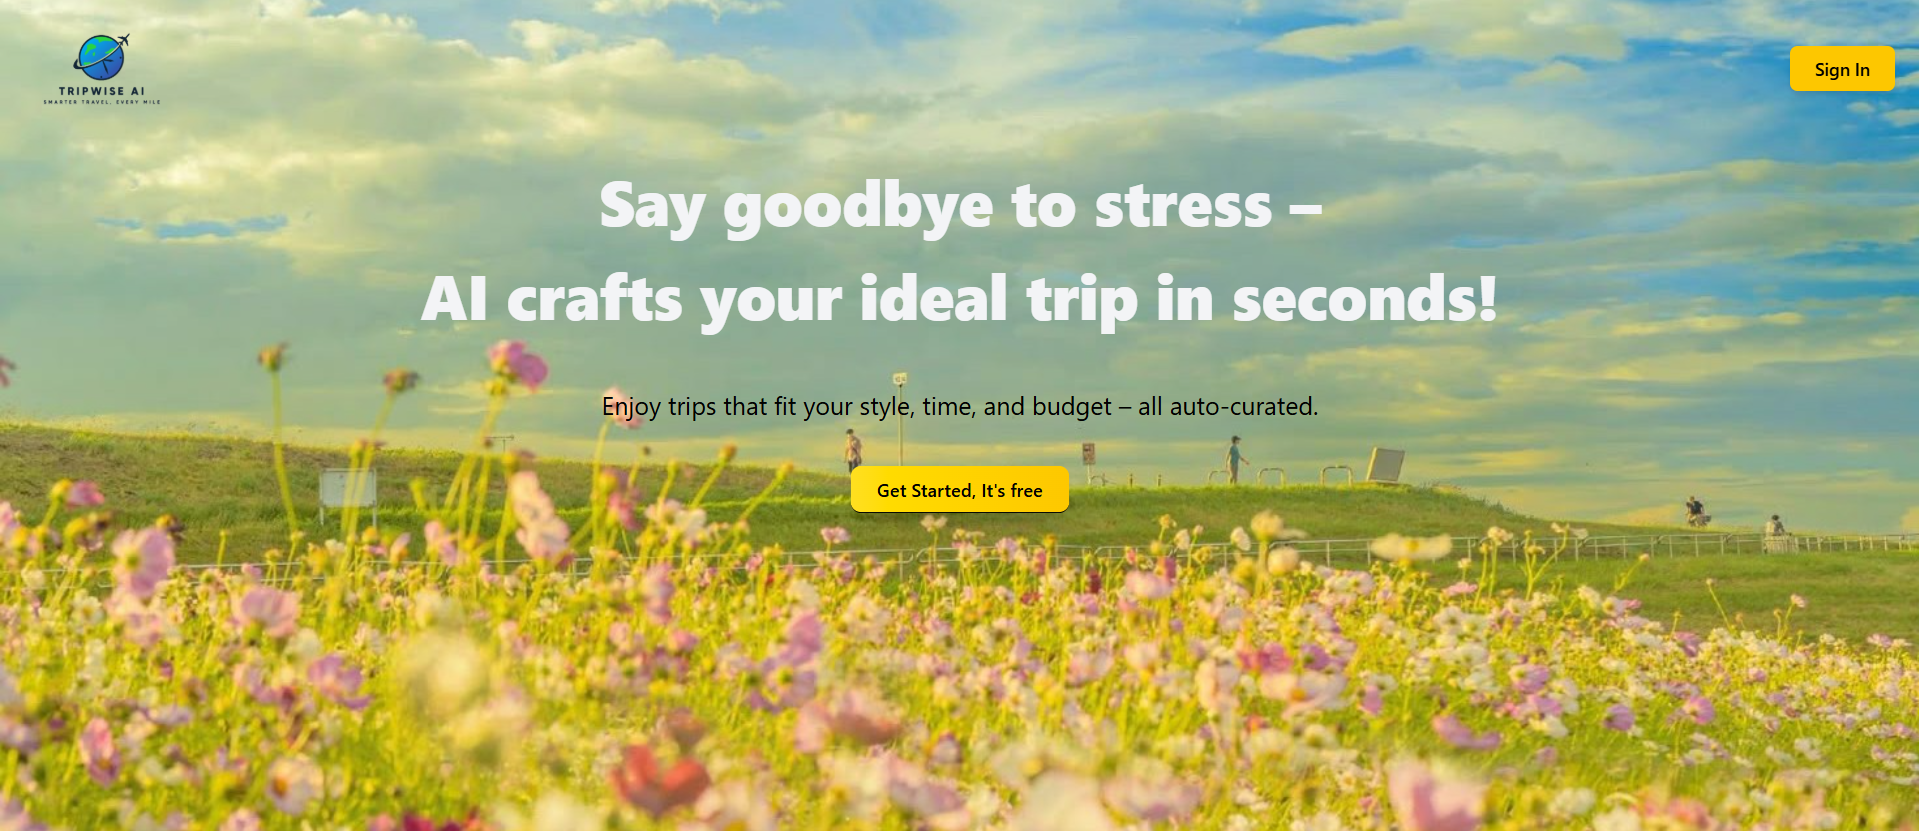 TRIPWISE AI
SMARTER TRAVEL, EVERY MILE
Sign In
Say goodbye to stress –
AI crafts your ideal trip in seconds!
Enjoy trips that fit your style, time, and budget – all auto-curated.
Get Started, It's free